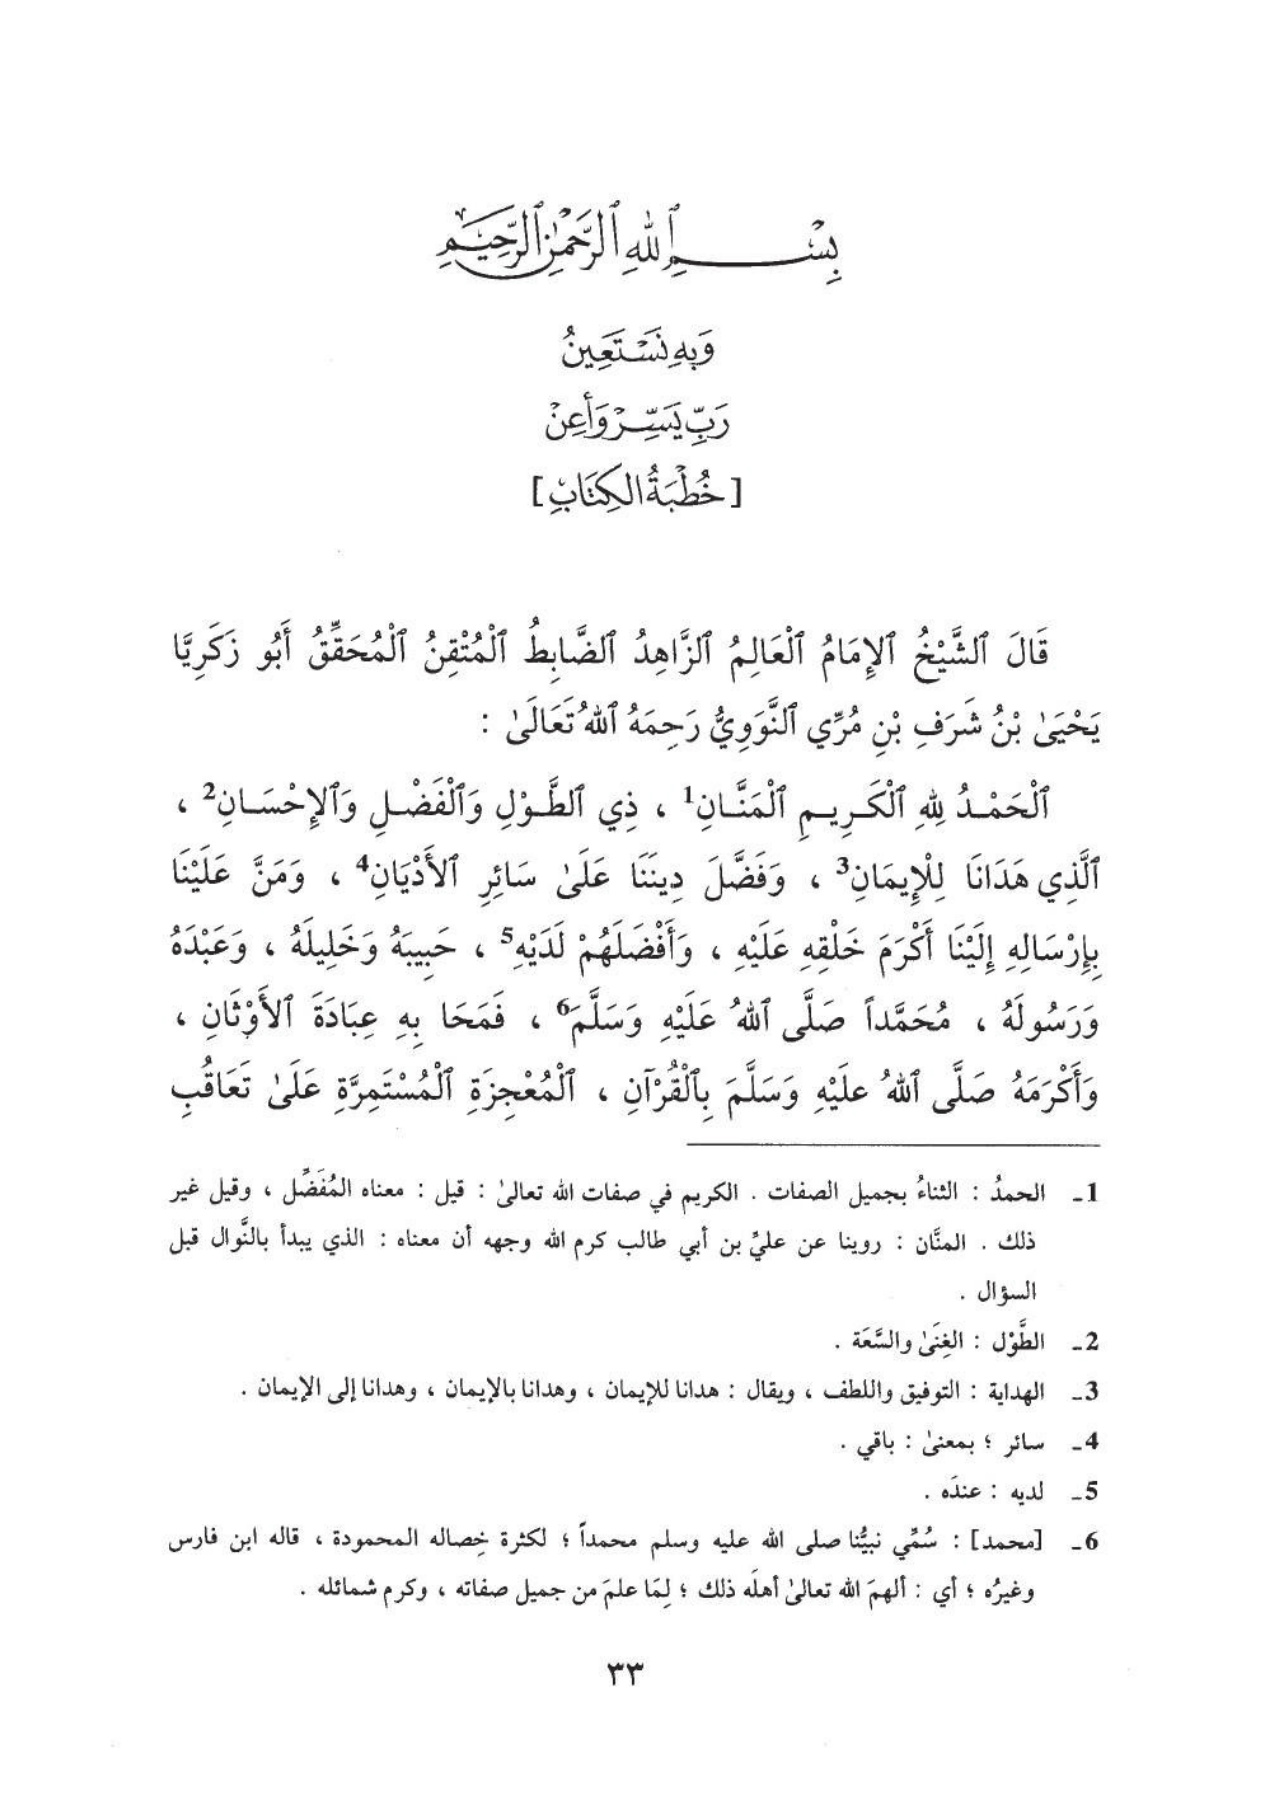 بِسْمِ ٱللهِ ٱلرَّحْمَٰنِ ٱلرَّحِيمِ
وَبِهِ نَسْتَعِينُ
رَبِّ يَسِّرْ وَأَعِنْ
[خُطْبَةُ الكِتَابِ]
قَالَ ٱلشَّيْخُ ٱلإِمَامُ ٱلْعَالِمُ ٱلزَّاهِدُ ٱلضَّابِطُ ٱلْمُتْقِنُ ٱلْمُحَقِّقُ أَبُو زَكَرِيَّا
يَحْيَىٰ بْنُ شَرَفِ بْنِ مُرِّي ٱلنَّوَوِيُّ رَحِمَهُ ٱللهُ تَعَالَىٰ :
ٱلْحَمْدُ لِلهِ ٱلْكَرِيمِ ٱلْمَنَّانِ1 ، ذِي ٱلطَّوْلِ وَٱلْفَضْلِ وَٱلإِحْسَانِ2 ،
ٱلَّذِي هَدَانَا لِلْإِيمَانِ3 ، وَفَضَّلَ دِينَنَا عَلَىٰ سَائِرِ ٱلأَدْيَانِ4 ، وَمَنَّ عَلَيْنَا
بِإِرْسَالِهِ إِلَيْنَا أَكْرَمَ خَلْقِهِ عَلَيْهِ ، وَأَفْضَلَهُمْ لَدَيْهِ5 ، حَبِيبَهُ وَخَلِيلَهُ ، وَعَبْدَهُ
وَرَسُولَهُ ، مُحَمَّداً صَلَّى ٱللهُ عَلَيْهِ وَسَلَّمَ6 ، فَمَحَا بِهِ عِبَادَةَ ٱلأَوْثَانِ ،
وَأَكْرَمَهُ صَلَّى ٱللهُ علَيْهِ وَسَلَّمَ بِٱلْقُرْآنِ ، ٱلْمُعْجِزَةِ ٱلْمُسْتَمِرَّةِ عَلَىٰ تَعَاقُبِ
1ـ الحمدُ : الثناءُ بجميل الصفات . الكريم في صفات الله تعالىٰ : قيل : معناه المُفَضِّل ، وقيل غير
ذلك . المنَّان : روينا عن عليِّ بن أبي طالب كرم الله وجهه أن معناه : الذي يبدأ بالنَّوال قبل
السؤال .
2ـ الطَّوْل : الغِنَىٰ والسَّعَة .
3ـ الهداية : التوفيق واللطف ، ويقال : هدانا للإيمان ، وهدانا بالإيمان ، وهدانا إلى الإيمان .
4ـ سائر ؛ بمعنىٰ : باقي .
5ـ لديه : عندَه .
6ـ [محمد] : سُمِّي نبيُّنا صلى الله عليه وسلم محمداً ؛ لكثرة خِصاله المحمودة ، قاله ابن فارس
وغيرُه ؛ أي : ألهمَ الله تعالىٰ أهلَه ذلك ؛ لِمَا علمَ من جميل صفاته ، وكرم شمائله .
٣٣